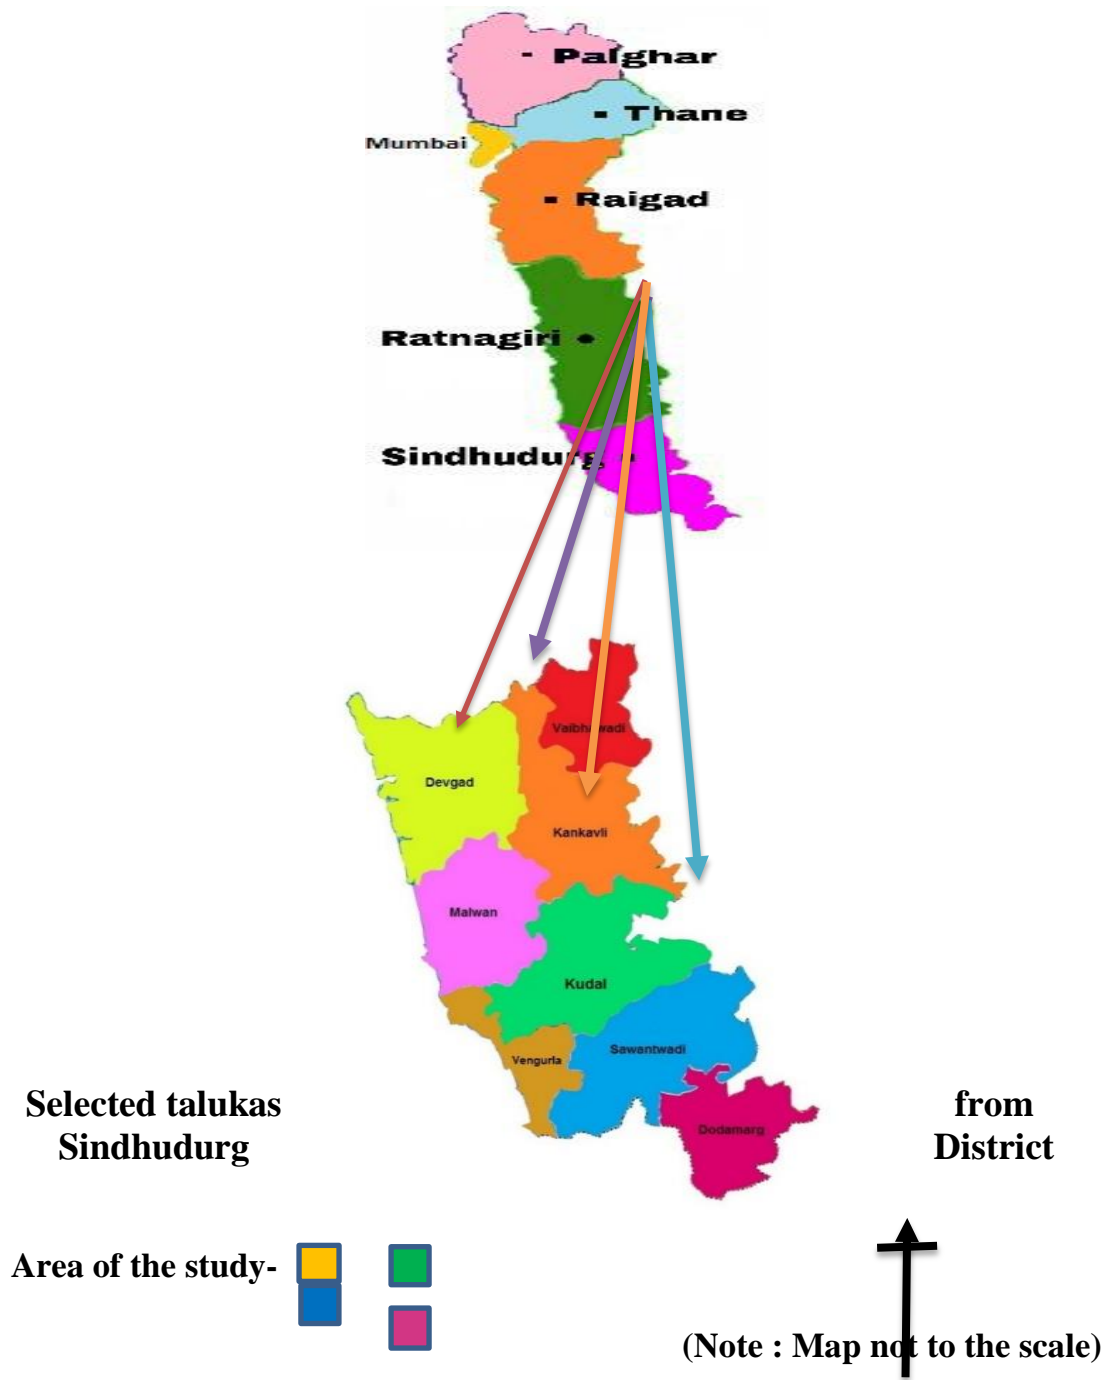 Palghar
Thane
Mumbai
Raigad
Ratnagiri
Sindhudurg
Vaibhavwadi
Devgad
Kankavli
Malwan
Kudal
Sawantwadi
Vengurla
Selected talukas from
Sindhudurg District
Dodamarg
Area of the study-
(Note : Map not to the scale)